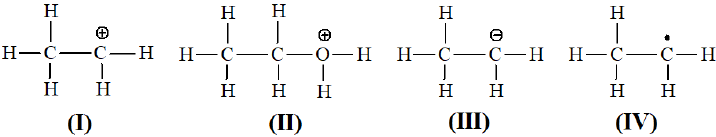 H H H H H
⊕ ⊕ ⊖ •
H C C H H C C O H H C C H H C C H
H H H H H H H H H
(I) (II) (III) (IV)